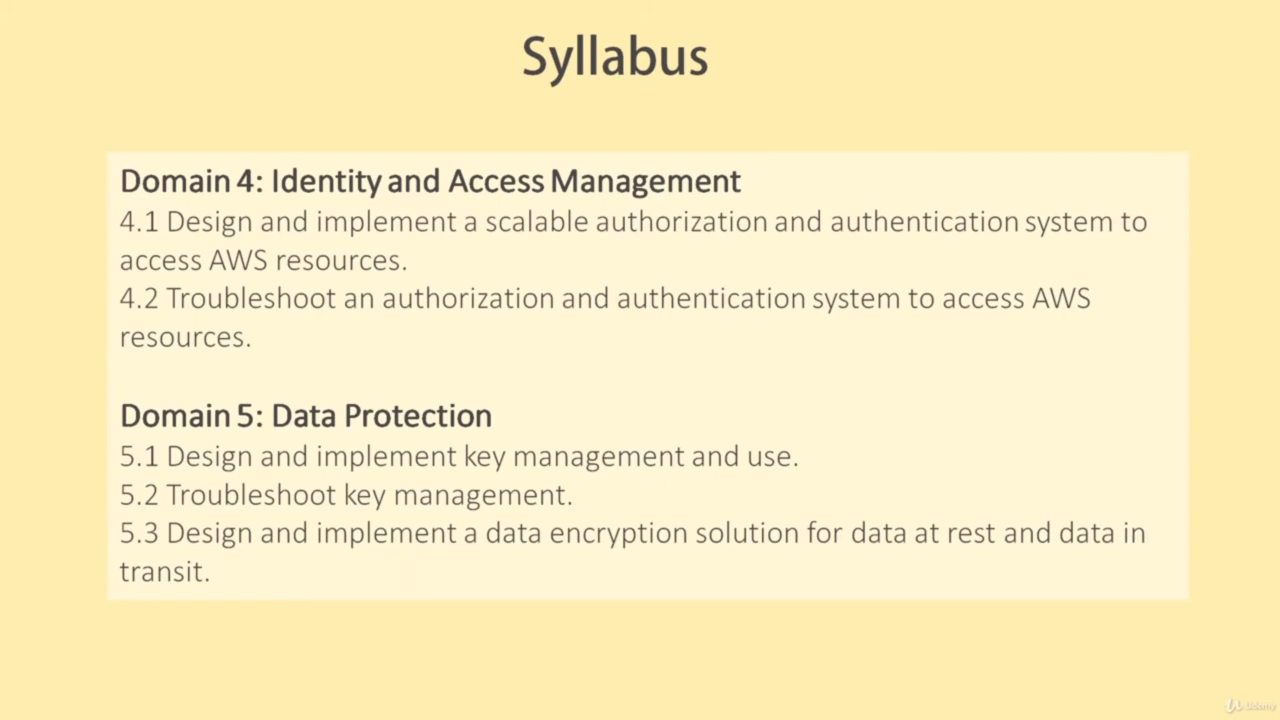 Syllabus
Domain 4: Identity and Access Management
4.1 Design and implement a scalable authorization and authentication system to
access AWS resources.
4.2 Troubleshoot an authorization and authentication system to access AWS
resources.
Domain 5: Data Protection
5.1 Design and implement key management and use.
5.2 Troubleshoot key management.
5.3 Design and implement a data encryption solution for data at rest and data in
transit.
Udemy